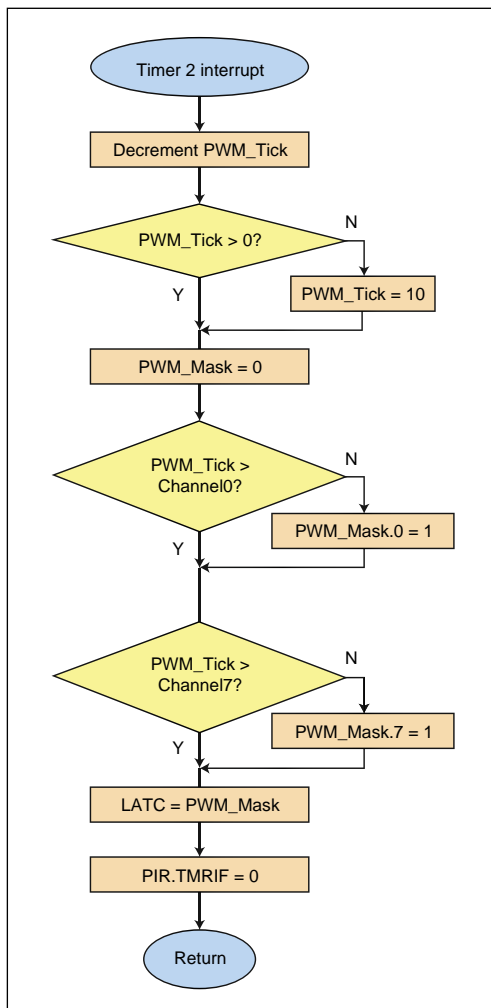 Timer 2 interrupt
Decrement PWM_Tick
PWM_Tick > 0?
N
Y
PWM_Tick = 10
PWM_Mask = 0
PWM_Tick >
Channel0?
N
Y
PWM_Mask.0 = 1
PWM_Tick >
Channel7?
N
Y
PWM_Mask.7 = 1
LATC = PWM_Mask
PIR.TMRIF = 0
Return